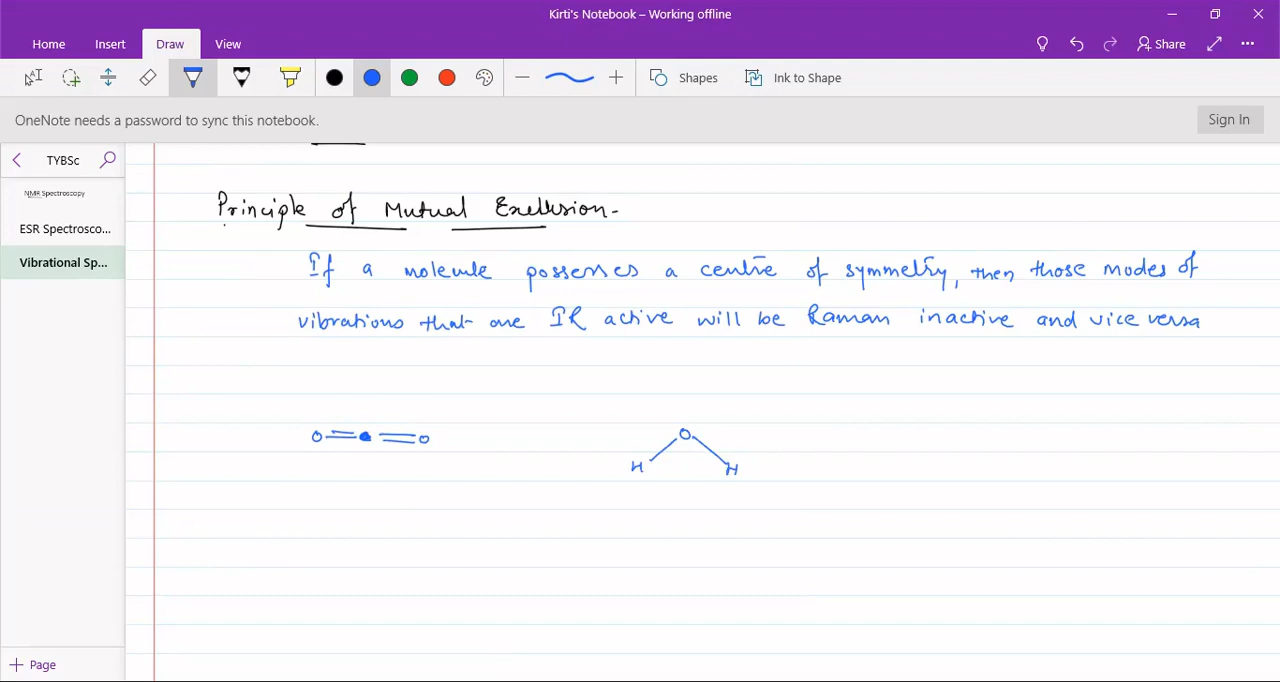 Kirti's Notebook – Working offline
Home Insert Draw View Share
Shapes Ink to Shape
OneNote needs a password to sync this notebook. Sign In
TYBSc
NMR Spectroscopy
ESR Spectrosco...
Vibrational Sp...
Principle of Mutual Exclusion-
If a molecule possesses a centre of symmetry, then those modes of
vibrations that are IR active will be Raman inactive and vice versa
O O
O
H H
Page